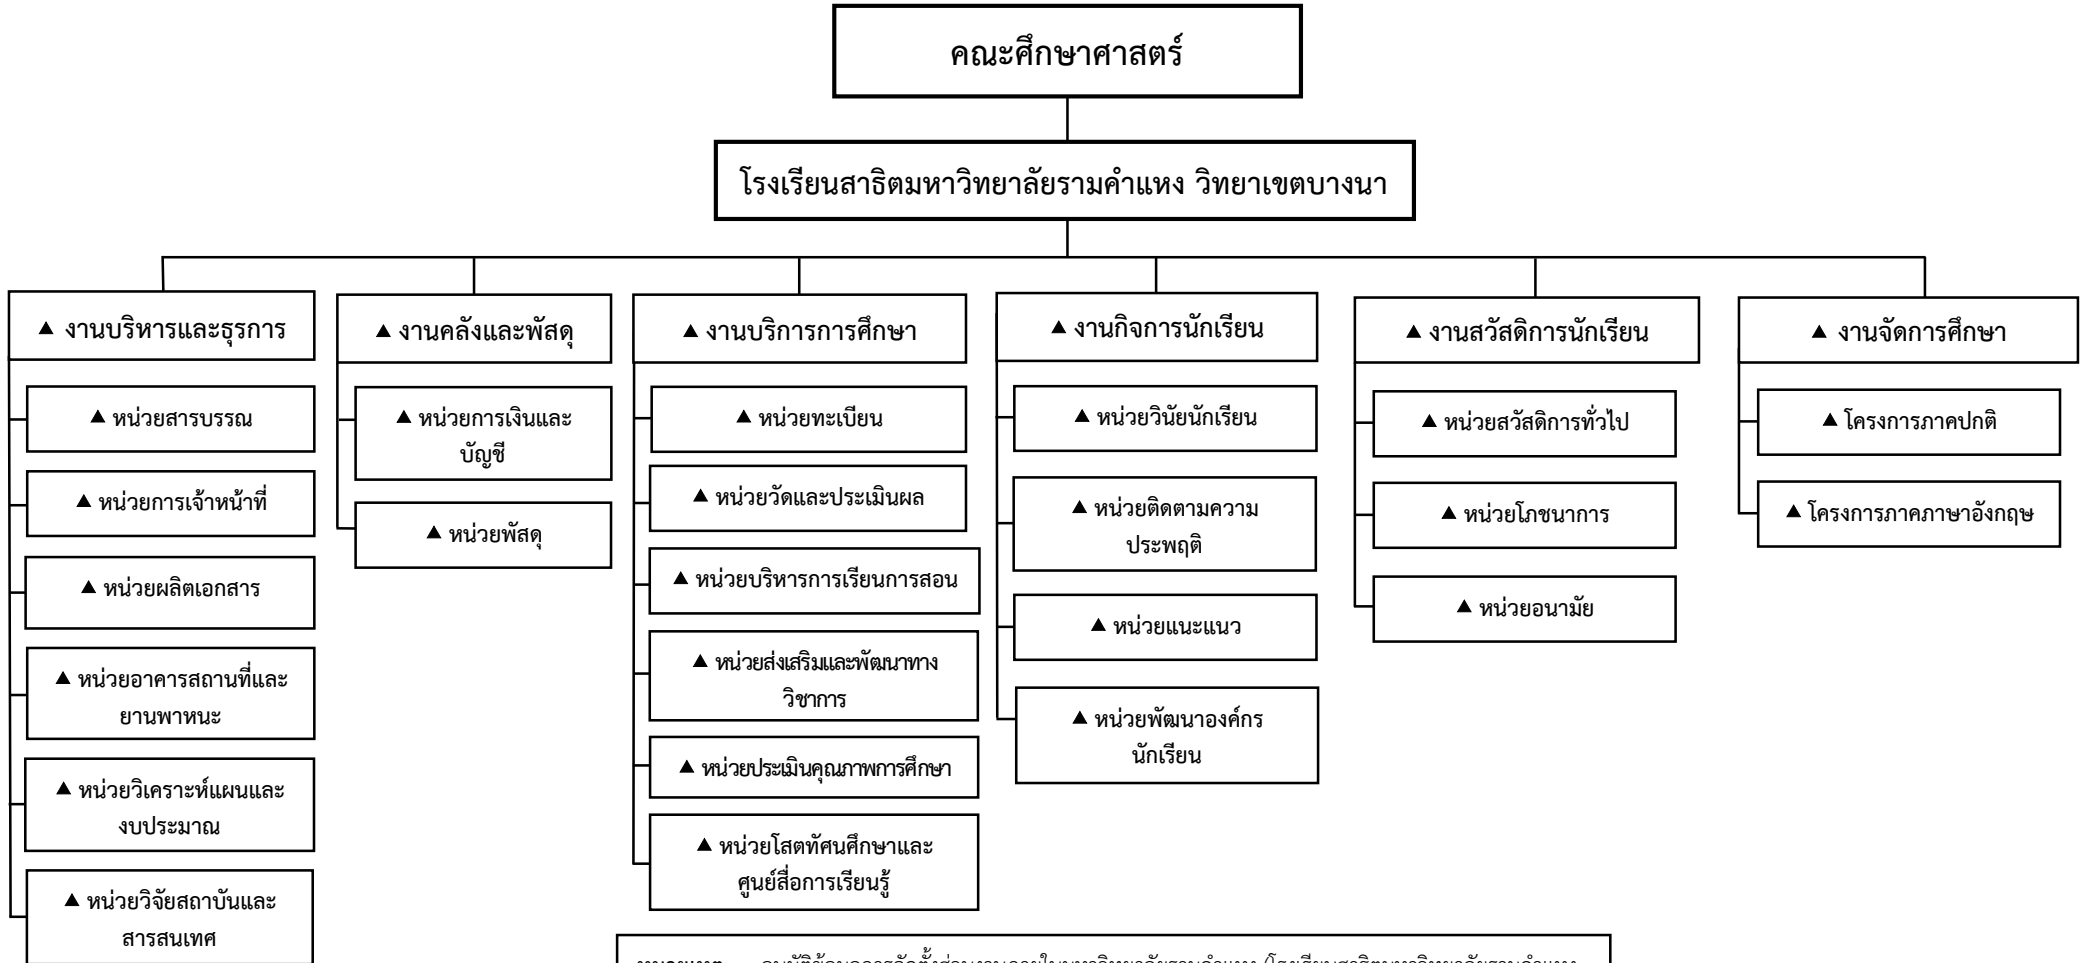 คณะศึกษาศาสตร์
โรงเรียนสาธิตมหาวิทยาลัยรามคำแหง วิทยาเขตบางนา
▲ งานบริหารและธุรการ
▲ หน่วยสารบรรณ
▲ หน่วยการเจ้าหน้าที่
▲ หน่วยผลิตเอกสาร
▲ หน่วยอาคารสถานที่และ
ยานพาหนะ
▲ หน่วยวิเคราะห์แผนและ
งบประมาณ
▲ หน่วยวิจัยสถาบันและ
สารสนเทศ
▲ งานคลังและพัสดุ
▲ หน่วยการเงินและ
บัญชี
▲ หน่วยพัสดุ
▲ งานบริการการศึกษา
▲ หน่วยทะเบียน
▲ หน่วยวัดและประเมินผล
▲ หน่วยบริหารการเรียนการสอน
▲ หน่วยส่งเสริมและพัฒนาทาง
วิชาการ
▲ หน่วยประเมินคุณภาพการศึกษา
▲ หน่วยโสตทัศนศึกษาและ
ศูนย์สื่อการเรียนรู้
▲ งานกิจการนักเรียน
▲ หน่วยวินัยนักเรียน
▲ หน่วยติดตามความ
ประพฤติ
▲ หน่วยแนะแนว
▲ หน่วยพัฒนาองค์กร
นักเรียน
▲ งานสวัสดิการนักเรียน
▲ หน่วยสวัสดิการทั่วไป
▲ หน่วยโภชนาการ
▲ หน่วยอนามัย
▲ งานจัดการศึกษา
▲ โครงการภาคปกติ
▲ โครงการภาคภาษาอังกฤษ